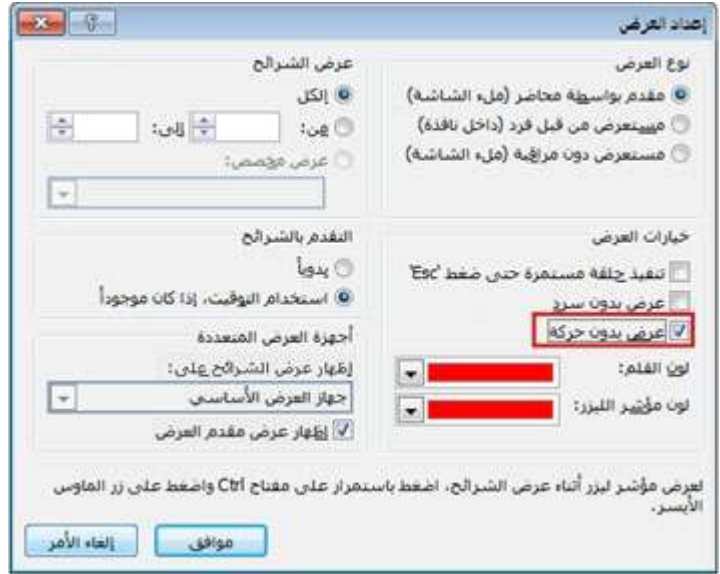 إعداد العرض
نوع العرض
مقدم بواسطة محاضر (ملء الشاشة)
مستعرض من قبل فرد (داخل نافذة)
مستعرض دون مراقبة (ملء الشاشة)
عرض الشرائح
الكل
من: إلى:
عرض مخصص:
خيارات العرض
تنفيذ حلقة مستمرة حتى ضغط 'Esc'
عرض بدون سرد
عرض بدون حركة
لون القلم:
لون مؤشر الليزر:
التقدم بالشرائح
يدوياً
استخدام التوقيت، إذا كان موجوداً
أجهزة العرض المتعددة
إظهار عرض الشرائح على:
جهاز العرض الأساسي
إظهار عرض مقدم العرض
لعرض مؤشر ليزر أثناء عرض الشرائح، اضغط باستمرار على مفتاح Ctrl واضغط على زر الماوس
الأيسر.
موافق إلغاء الأمر